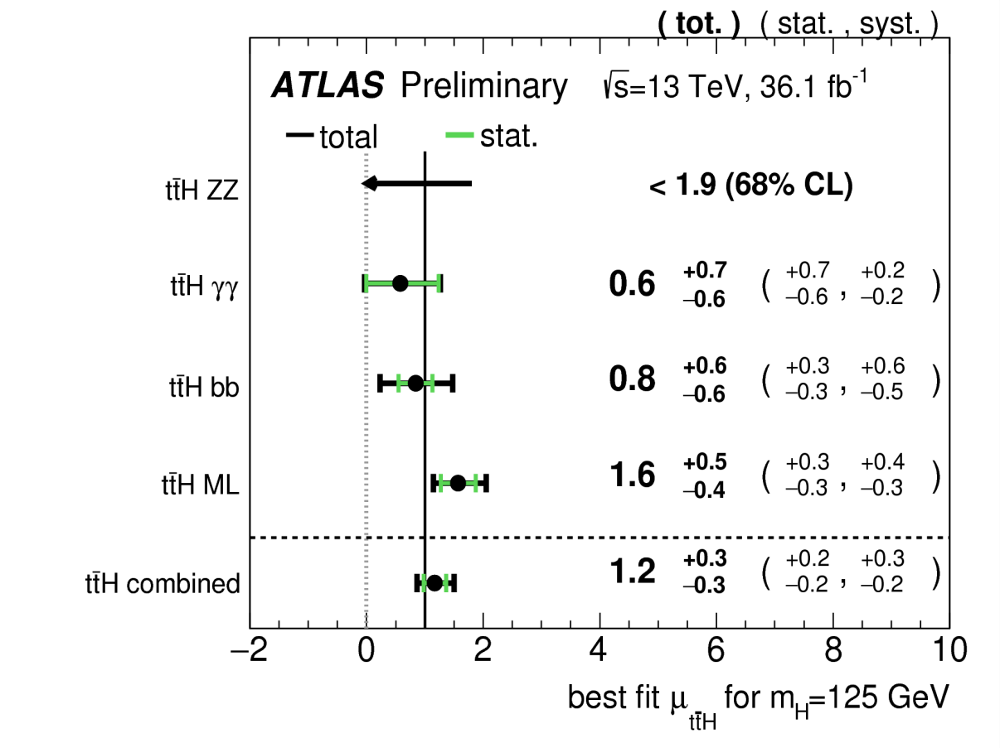 ( tot. ) ( stat. , syst. )
ATLAS Preliminary √s=13 TeV, 36.1 fb⁻¹
total stat.
tt̄H ZZ < 1.9 (68% CL)
tt̄H γγ 0.6 +0.7 −0.6 ( +0.7 −0.6 , +0.2 −0.2 )
tt̄H bb 0.8 +0.6 −0.6 ( +0.3 −0.3 , +0.6 −0.5 )
tt̄H ML 1.6 +0.5 −0.4 ( +0.3 −0.3 , +0.4 −0.3 )
tt̄H combined 1.2 +0.3 −0.3 ( +0.2 −0.2 , +0.3 −0.2 )
−2 0 2 4 6 8 10
best fit μ tt̄H for m H=125 GeV